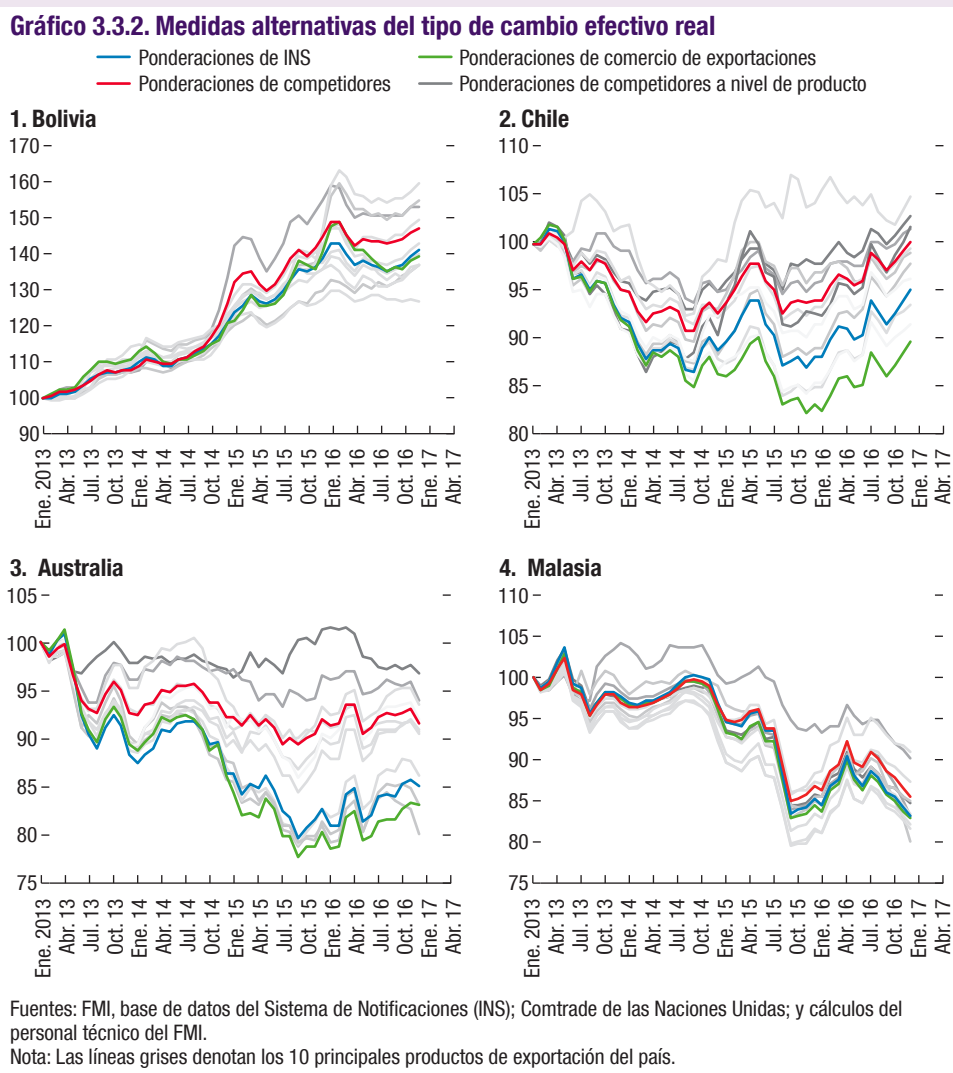 Gráfico 3.3.2. Medidas alternativas del tipo de cambio efectivo real
Ponderaciones de INS
Ponderaciones de comercio de exportaciones
Ponderaciones de competidores
Ponderaciones de competidores a nivel de producto
1. Bolivia
170
160
150
140
130
120
110
100
90
Ene. 2013
Abr. 13
Jul. 13
Oct. 13
Ene. 14
Abr. 14
Jul. 14
Oct. 14
Ene. 15
Abr. 15
Jul. 15
Oct. 15
Ene. 16
Abr. 16
Jul. 16
Oct. 16
Ene. 17
Abr. 17
2. Chile
110
105
100
95
90
85
80
Ene. 2013
Abr. 13
Jul. 13
Oct. 13
Ene. 14
Abr. 14
Jul. 14
Oct. 14
Ene. 15
Abr. 15
Jul. 15
Oct. 15
Ene. 16
Abr. 16
Jul. 16
Oct. 16
Ene. 17
Abr. 17
3. Australia
105
100
95
90
85
80
75
Ene. 2013
Abr. 13
Jul. 13
Oct. 13
Ene. 14
Abr. 14
Jul. 14
Oct. 14
Ene. 15
Abr. 15
Jul. 15
Oct. 15
Ene. 16
Abr. 16
Jul. 16
Oct. 16
Ene. 17
Abr. 17
4. Malasia
110
105
100
95
90
85
80
75
Ene. 2013
Abr. 13
Jul. 13
Oct. 13
Ene. 14
Abr. 14
Jul. 14
Oct. 14
Ene. 15
Abr. 15
Jul. 15
Oct. 15
Ene. 16
Abr. 16
Jul. 16
Oct. 16
Ene. 17
Abr. 17
Fuentes: FMI, base de datos del Sistema de Notificaciones (INS); Comtrade de las Naciones Unidas; y cálculos del
personal técnico del FMI.
Nota: Las líneas grises denotan los 10 principales productos de exportación del país.